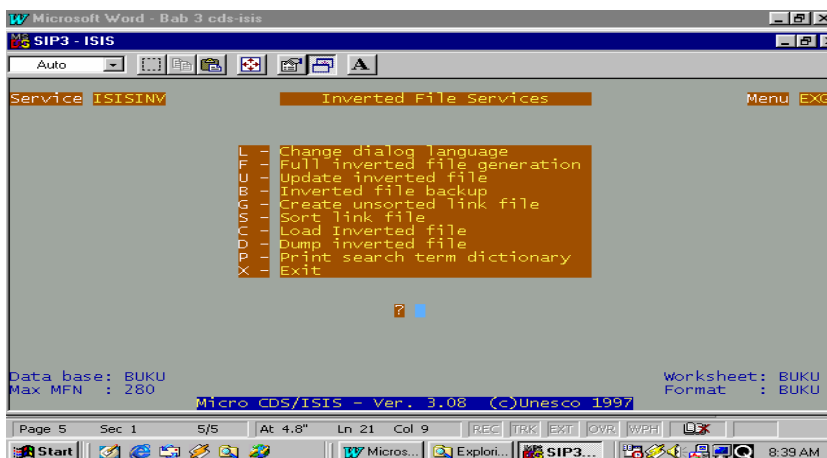 Microsoft Word - Bab 3 cds-isis
SIP3 - ISIS
Auto
A
Service ISISINV Inverted File Services Menu EXG
L - Change dialog language
F - Full inverted file generation
U - Update inverted file
B - Inverted file backup
G - Create unsorted link file
S - Sort link file
C - Load Inverted file
D - Dump inverted file
P - Print search term dictionary
X - Exit
?
Data base: BUKU Worksheet: BUKU
Max MFN : 280 Format : BUKU
Micro CDS/ISIS - Ver. 3.08 (c)Unesco 1997
Page 5 Sec 1 5/5 At 4.8" Ln 21 Col 9 REC TRK EXT OVR WPH
Start Micros... Explori... SIP3... 8:39 AM